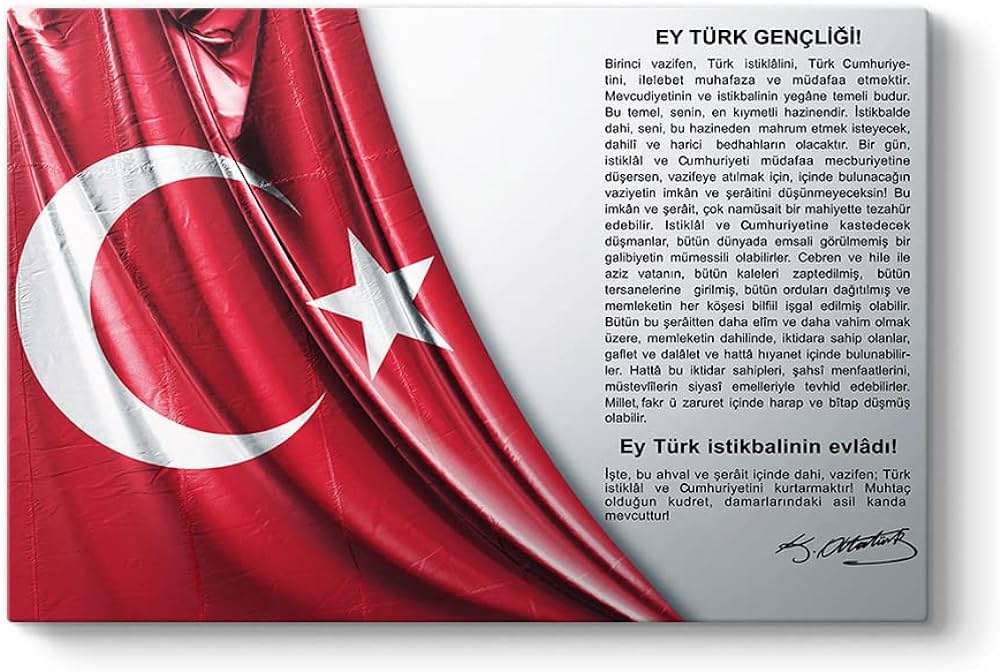 EY TÜRK GENÇLİĞİ!
Birinci vazifen, Türk istiklâlini, Türk Cumhuriye-
tini, ilelebet muhafaza ve müdafaa etmektir.
Mevcudiyetinin ve istikbalinin yegâne temeli budur.
Bu temel, senin, en kıymetli hazinendir. İstikbalde
dahi, seni, bu hazineden mahrum etmek isteyecek,
dahilî ve harici bedhahların olacaktır. Bir gün,
istiklâl ve Cumhuriyeti müdafaa mecburiyetine
düşersen, vazifeye atılmak için, içinde bulunacağın
vaziyetin imkân ve şerâitini düşünmeyeceksin! Bu
imkân ve şerâit, çok namüsait bir mahiyette tezahür
edebilir. Istiklâl ve Cumhuriyetine kastedecek
düşmanlar, bütün dünyada emsali görülmemiş bir
galibiyetin mümessili olabilirler. Cebren ve hile ile
aziz vatanın, bütün kaleleri zaptedilmiş, bütün
tersanelerine girilmiş, bütün orduları dağıtılmış ve
memleketin her köşesi bilfiil işgal edilmiş olabilir.
Bütün bu şerâitten daha elîm ve daha vahim olmak
üzere, memleketin dahilinde, iktidara sahip olanlar,
gaflet ve dalâlet ve hattâ hıyanet içinde bulunabilir-
ler. Hattâ bu iktidar sahipleri, şahsî menfaatlerini,
müstevlîlerin siyasî emelleriyle tevhid edebilirler.
Millet, fakr û zaruret içinde harap ve bîtap düşmüş
olabilir.
Ey Türk istikbalinin evlâdı!
İşte, bu ahval ve şerâit içinde dahi, vazifen; Türk
istiklâl ve Cumhuriyetini kurtarmaktır! Muhtaç
olduğun kudret, damarlarındaki asil kanda
mevcuttur!
K. Atatürk